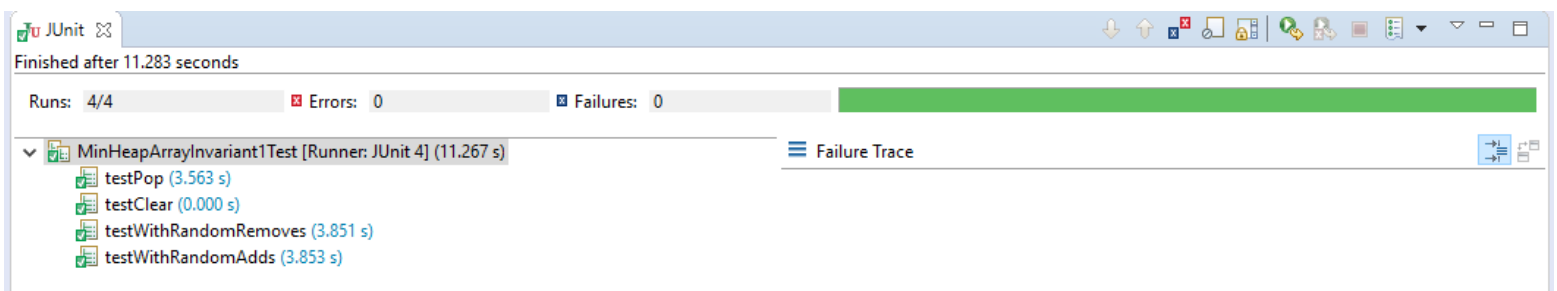 JUnit
Finished after 11.283 seconds
Runs: 4/4 Errors: 0 Failures: 0
MinHeapArrayInvariant1Test [Runner: JUnit 4] (11.267 s) Failure Trace
testPop (3.563 s)
testClear (0.000 s)
testWithRandomRemoves (3.851 s)
testWithRandomAdds (3.853 s)